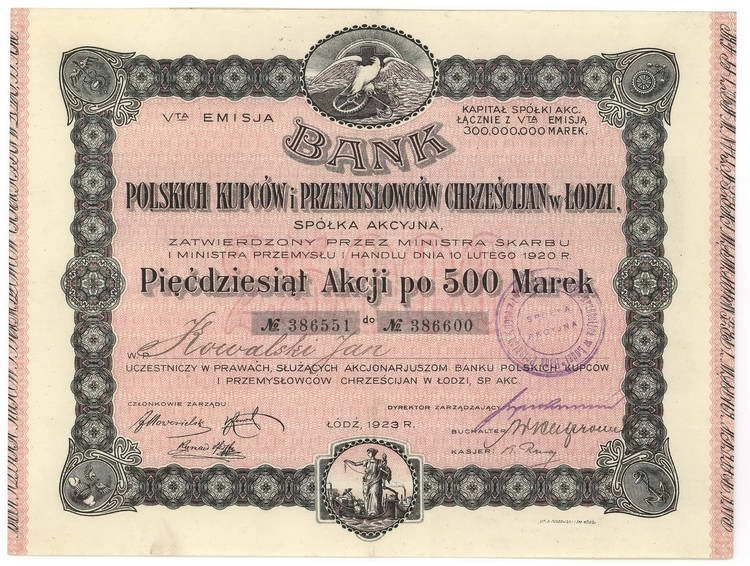 Vta EMISJA
KAPITAŁ SPÓŁKI AKC.
ŁĄCZNIE Z Vta EMISJĄ
300.000.000 MAREK.
BANK
POLSKICH KUPCÓW i PRZEMYSŁOWCÓW CHRZEŚCIJAN w ŁODZI,
SPÓŁKA AKCYJNA,
ZATWIERDZONY PRZEZ MINISTRA SKARBU
I MINISTRA PRZEMYSŁU I HANDLU DNIA 10 LUTEGO 1920 R.
Pięćdziesiąt Akcji po 500 Marek
№ 386551 do № 386600
W.P. Kowalski Jan
UCZESTNICZY W PRAWACH, SŁUŻĄCYCH AKCJONARJUSZOM BANKU POLSKICH KUPCÓW
I PRZEMYSŁOWCÓW CHRZEŚCIJAN W ŁODZI, SP. AKC.
SPÓŁKA
AKCYJNA
CZŁONKOWIE ZARZĄDU:
DYREKTOR ZARZĄDZAJĄCY
ŁÓDŹ, 1923 R.
BUCHALTER
KASJER: